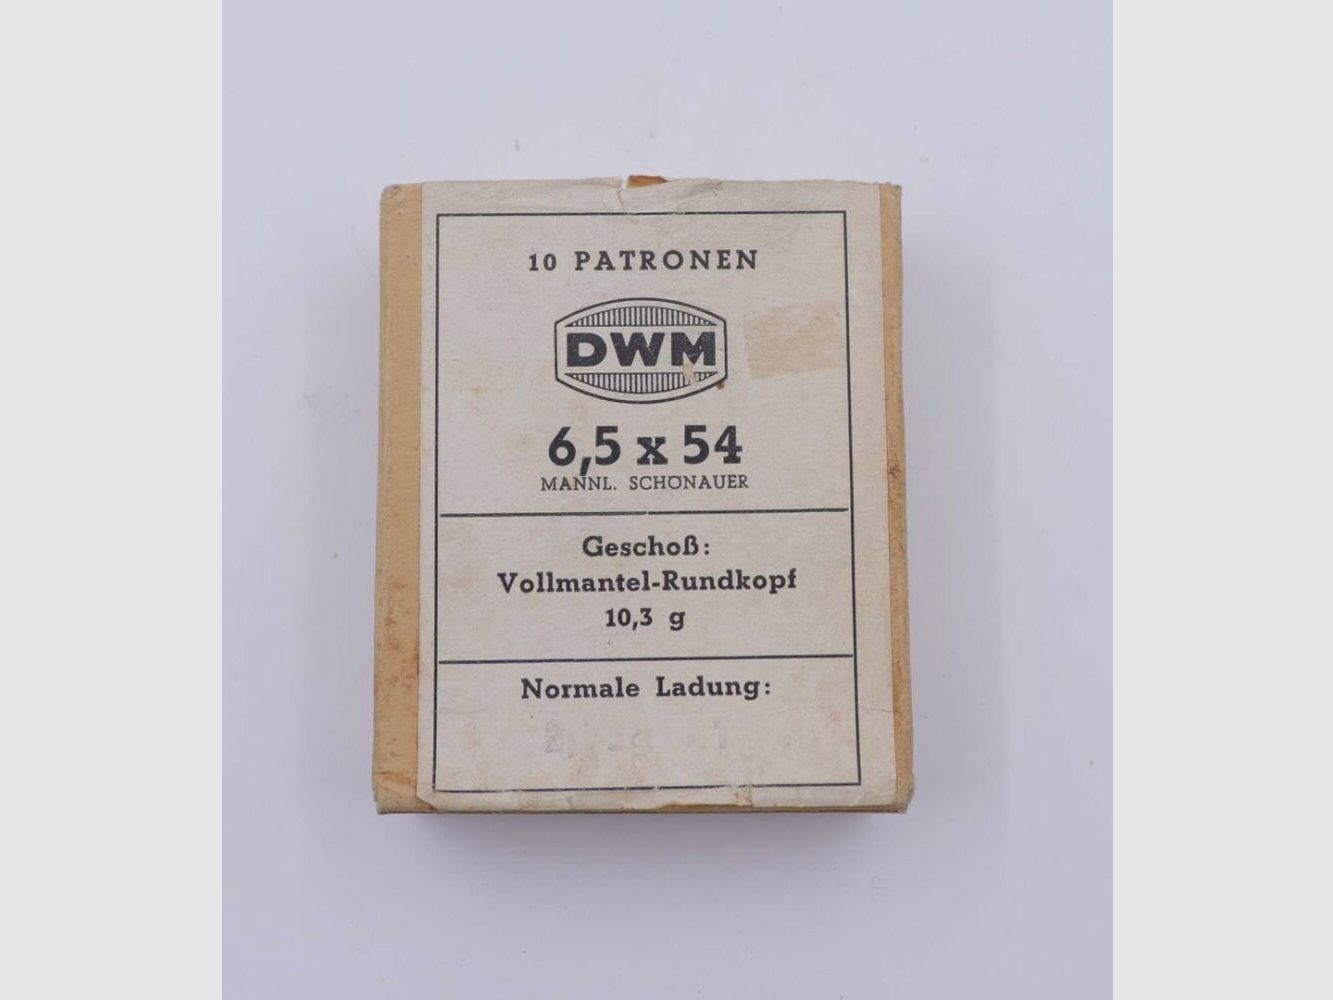 10 PATRONEN
DWM
6,5 x 54
MANNL. SCHÖNAUER
Geschoß:
Vollmantel-Rundkopf
10,3 g
Normale Ladung: